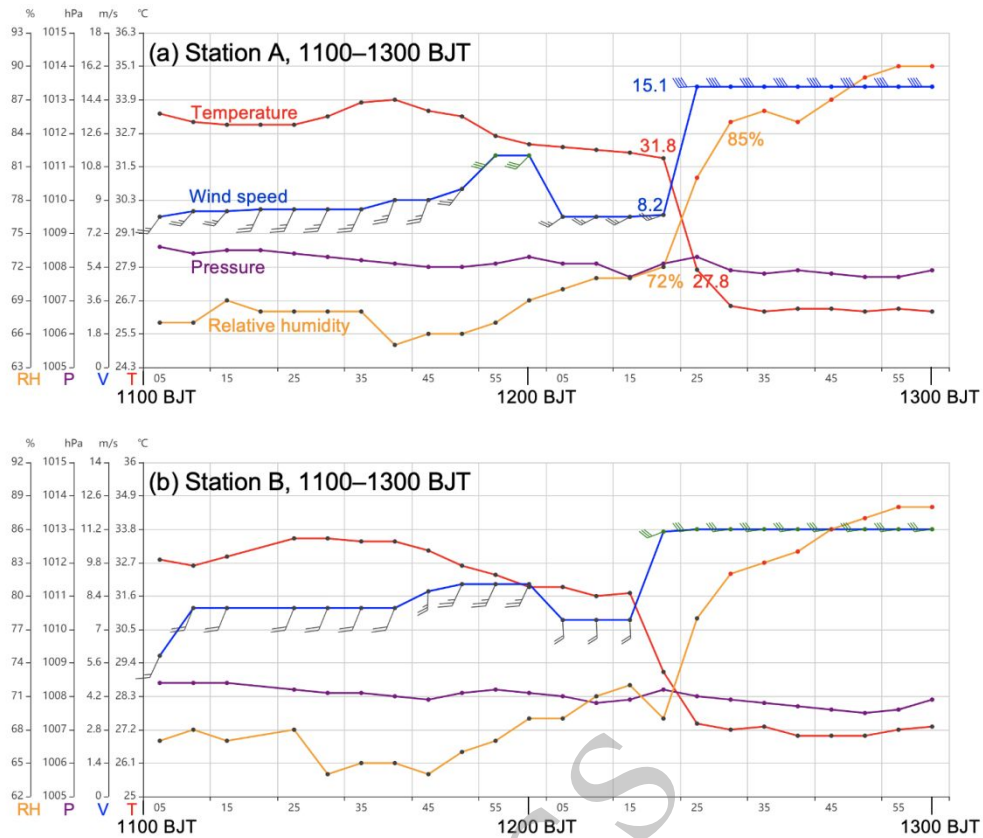 % hPa m/s °C
(a) Station A, 1100–1300 BJT
93 1015 18 36.3
90 1014 16.2 35.1
87 1013 14.4 33.9
84 1012 12.6 32.7
81 1011 10.8 31.5
78 1010 9 30.3
75 1009 7.2 29.1
72 1008 5.4 27.9
69 1007 3.6 26.7
66 1006 1.8 25.5
63 1005 0 24.3
Temperature
Wind speed
Pressure
Relative humidity
15.1
31.8
85%
8.2
72% 27.8
RH P V T
05 15 25 35 45 55 05 15 25 35 45 55
1100 BJT 1200 BJT 1300 BJT
% hPa m/s °C
(b) Station B, 1100–1300 BJT
92 1015 14 36
89 1014 12.6 34.9
86 1013 11.2 33.8
83 1012 9.8 32.7
80 1011 8.4 31.6
77 1010 7 30.5
74 1009 5.6 29.4
71 1008 4.2 28.3
68 1007 2.8 27.2
65 1006 1.4 26.1
62 1005 0 25
RH P V T
05 15 25 35 45 55 05 15 25 35 45 55
1100 BJT 1200 BJT 1300 BJT